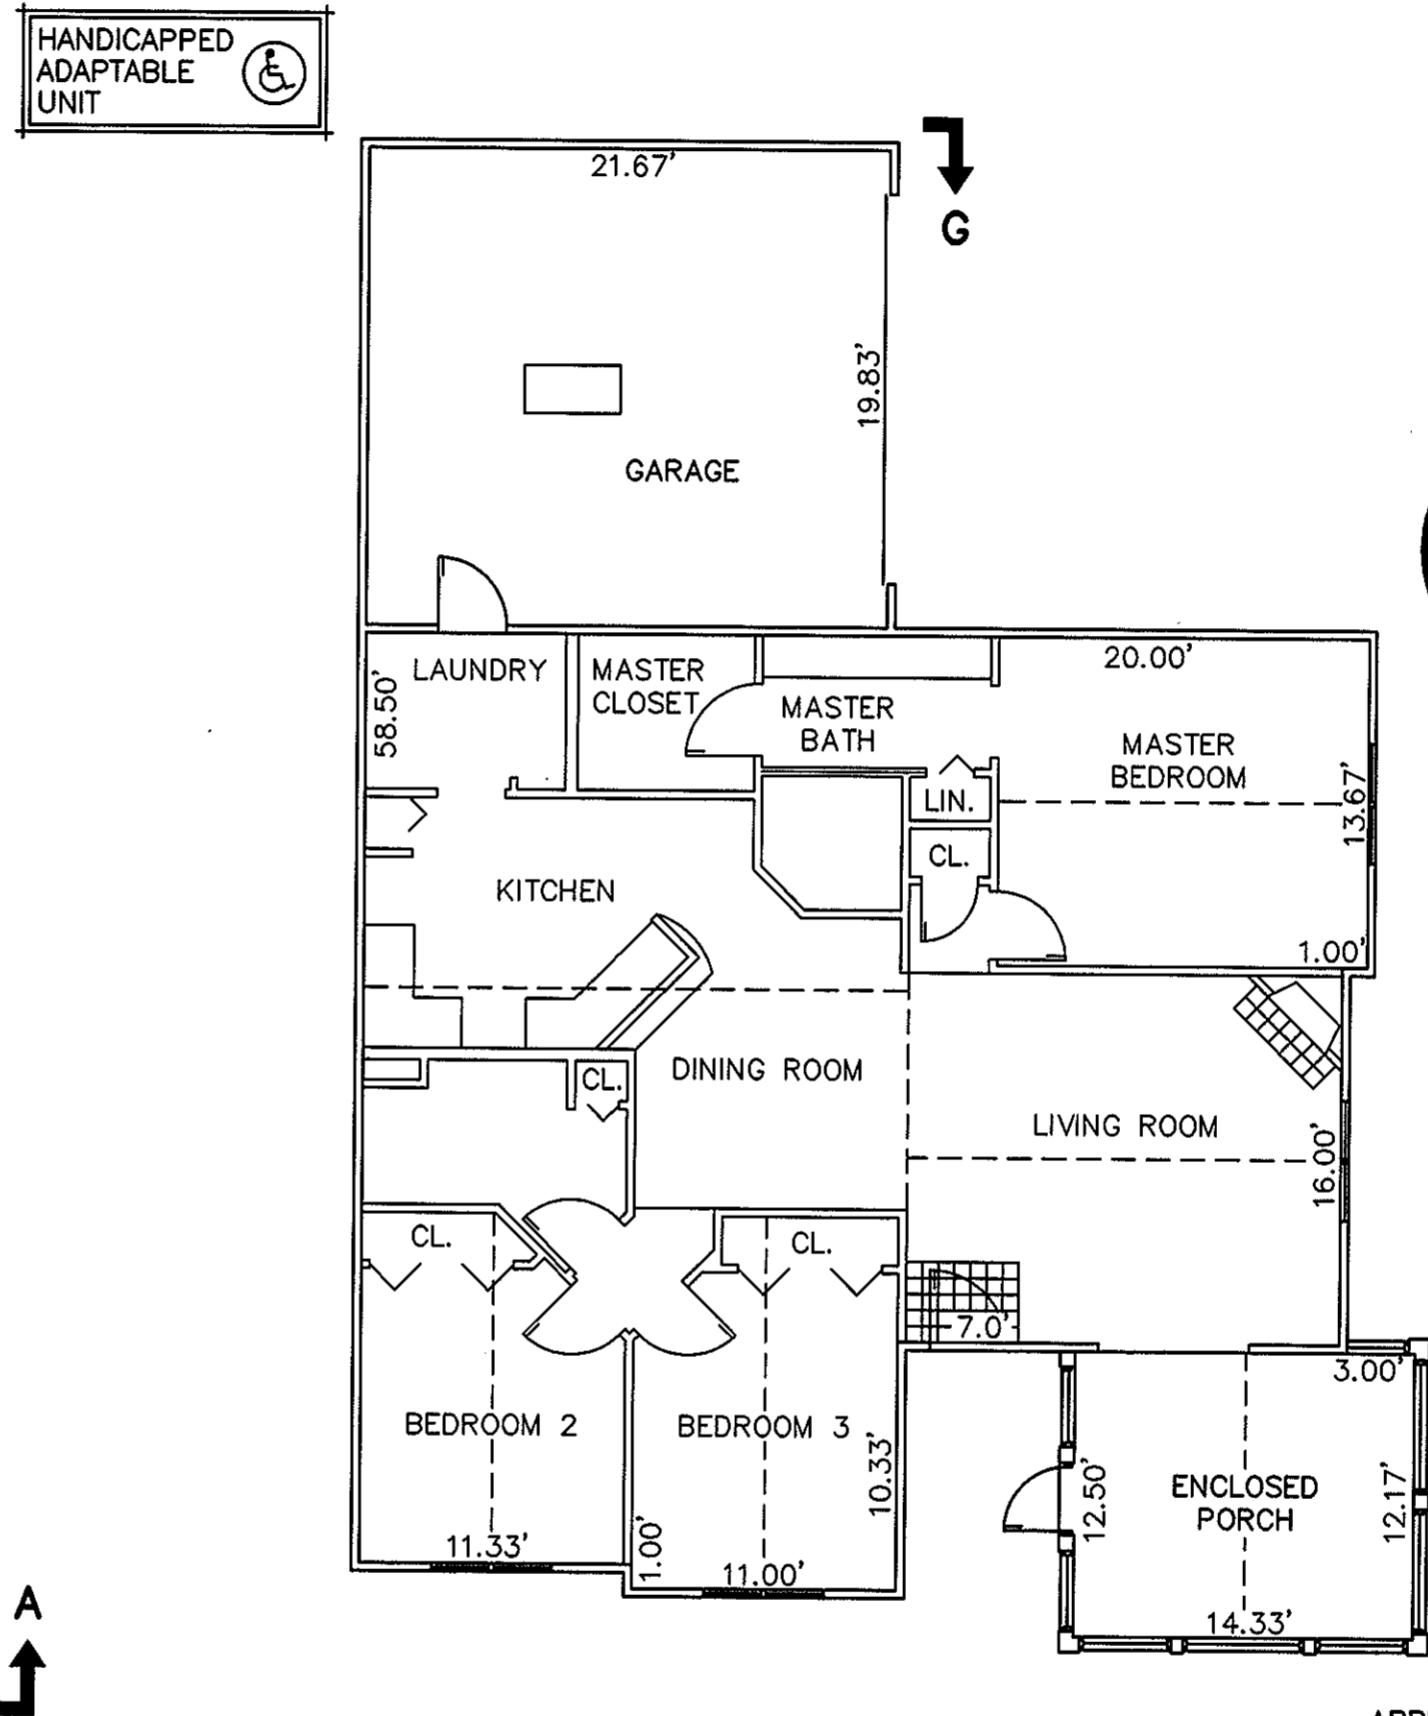 HANDICAPPED
ADAPTABLE
UNIT
21.67'
G
19.83'
GARAGE
LAUNDRY
58.50'
MASTER
CLOSET
MASTER
BATH
20.00'
MASTER
BEDROOM
13.67'
LIN.
CL.
KITCHEN
1.00'
CL.
DINING ROOM
LIVING ROOM
16.00'
CL.
CL.
7.0'
3.00'
BEDROOM 2
BEDROOM 3
10.33'
12.50'
ENCLOSED
PORCH
12.17'
11.33'
1.00'
11.00'
14.33'
A